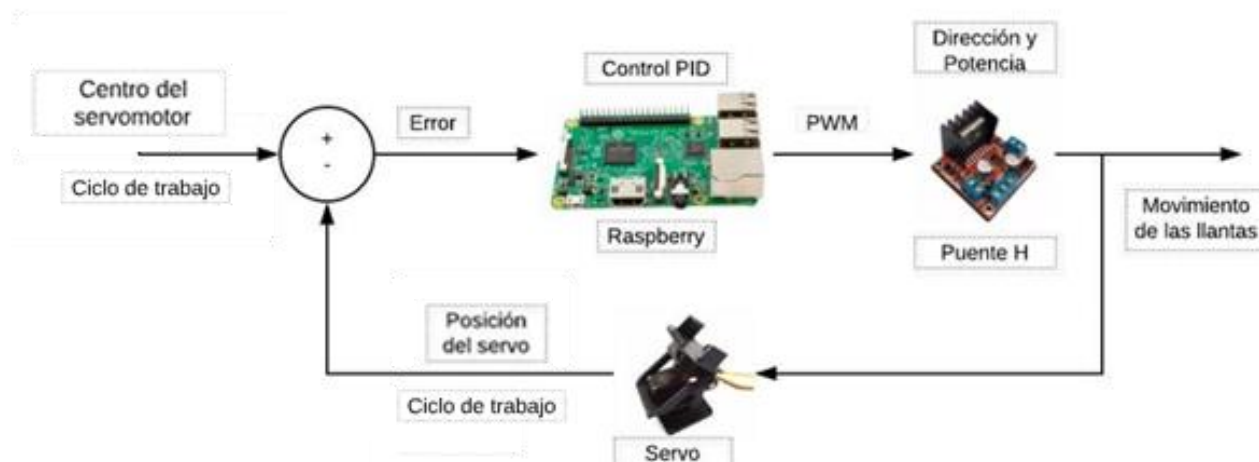 Centro del
servomotor
Ciclo de trabajo
+
-
Error
Control PID
Raspberry
PWM
Dirección y
Potencia
Puente H
Movimiento
de las llantas
Posición
del servo
Ciclo de trabajo
Servo